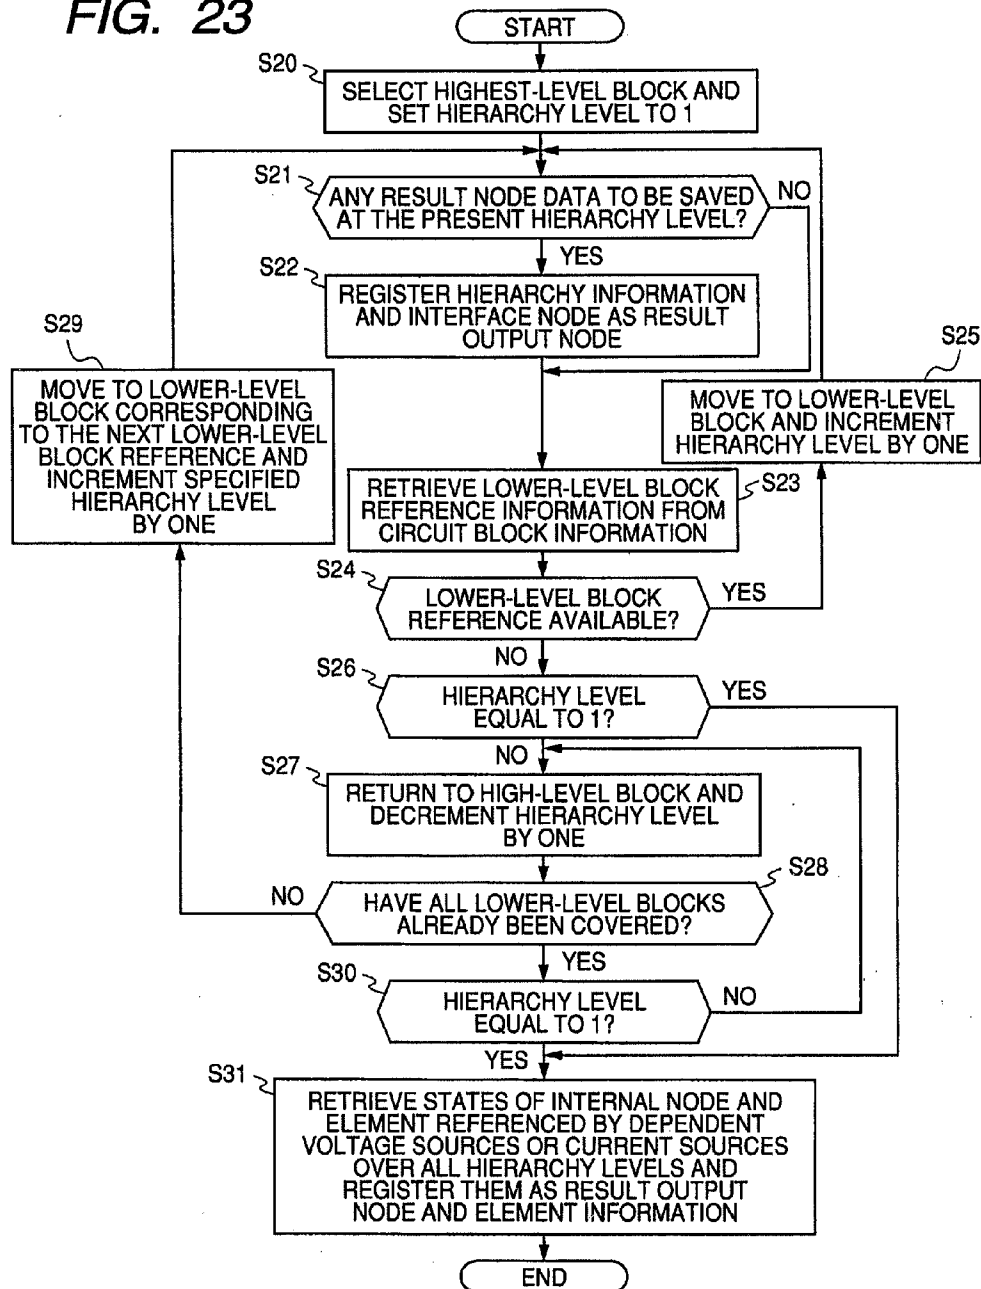 FIG. 23
START
S20
SELECT HIGHEST-LEVEL BLOCK AND
SET HIERARCHY LEVEL TO 1
S21
ANY RESULT NODE DATA TO BE SAVED
AT THE PRESENT HIERARCHY LEVEL?
NO
YES
S22
REGISTER HIERARCHY INFORMATION
AND INTERFACE NODE AS RESULT
OUTPUT NODE
S29
MOVE TO LOWER-LEVEL
BLOCK CORRESPONDING
TO THE NEXT LOWER-LEVEL
BLOCK REFERENCE AND
INCREMENT SPECIFIED
HIERARCHY LEVEL
BY ONE
S25
MOVE TO LOWER-LEVEL
BLOCK AND INCREMENT
HIERARCHY LEVEL BY ONE
S23
RETRIEVE LOWER-LEVEL BLOCK
REFERENCE INFORMATION FROM
CIRCUIT BLOCK INFORMATION
S24
LOWER-LEVEL BLOCK
REFERENCE AVAILABLE?
YES
NO
S26
HIERARCHY LEVEL
EQUAL TO 1?
YES
NO
S27
RETURN TO HIGH-LEVEL BLOCK AND
DECREMENT HIERARCHY LEVEL
BY ONE
S28
HAVE ALL LOWER-LEVEL BLOCKS
ALREADY BEEN COVERED?
NO
YES
S30
HIERARCHY LEVEL
EQUAL TO 1?
NO
YES
S31
RETRIEVE STATES OF INTERNAL NODE AND
ELEMENT REFERENCED BY DEPENDENT
VOLTAGE SOURCES OR CURRENT SOURCES
OVER ALL HIERARCHY LEVELS AND
REGISTER THEM AS RESULT OUTPUT
NODE AND ELEMENT INFORMATION
END